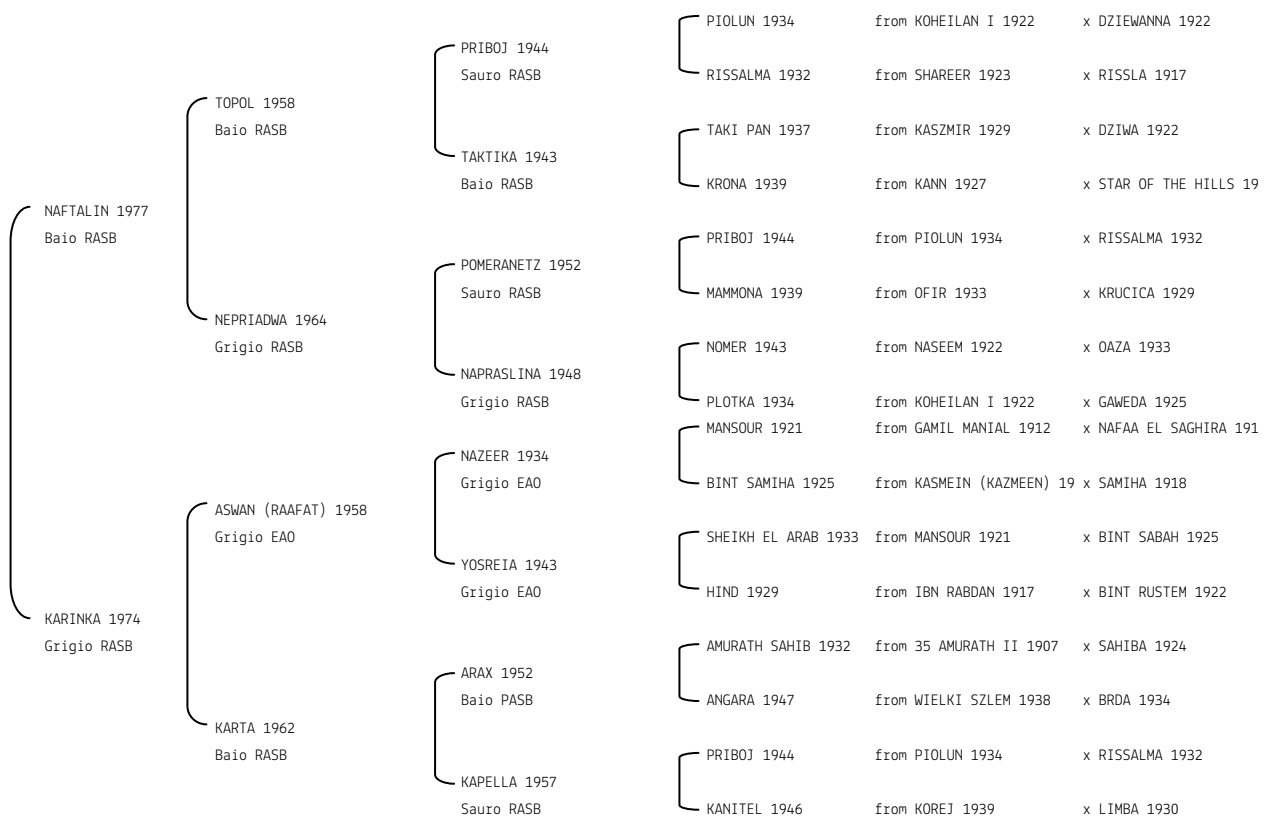 PIOLUN 1934 from KOHEILAN I 1922 x DZIEWANNA 1922
PRIBOJ 1944
Sauro RASB
RISSALMA 1932 from SHAREER 1923 x RISSLA 1917
TOPOL 1958
Baio RASB
TAKI PAN 1937 from KASZMIR 1929 x DZIWA 1922
TAKTIKA 1943
Baio RASB
KRONA 1939 from KANN 1927 x STAR OF THE HILLS 19
NAFTALIN 1977
Baio RASB
PRIBOJ 1944 from PIOLUN 1934 x RISSALMA 1932
POMERANETZ 1952
Sauro RASB
MAMMONA 1939 from OFIR 1933 x KRUCICA 1929
NEPRIADWA 1964
Grigio RASB
NOMER 1943 from NASEEM 1922 x OAZA 1933
NAPRASLINA 1948
Grigio RASB
PLOTKA 1934 from KOHEILAN I 1922 x GAWEDA 1925
MANSOUR 1921 from GAMIL MANIAL 1912 x NAFAA EL SAGHIRA 191
NAZEER 1934
Grigio EAO
BINT SAMIHA 1925 from KASMEIN (KAZMEEN) 19 x SAMIHA 1918
ASWAN (RAAFAT) 1958
Grigio EAO
SHEIKH EL ARAB 1933 from MANSOUR 1921 x BINT SABAH 1925
YOSREIA 1943
Grigio EAO
HIND 1929 from IBN RABDAN 1917 x BINT RUSTEM 1922
KARINKA 1974
Grigio RASB
AMURATH SAHIB 1932 from 35 AMURATH II 1907 x SAHIBA 1924
ARAX 1952
Baio PASB
ANGARA 1947 from WIELKI SZLEM 1938 x BRDA 1934
KARTA 1962
Baio RASB
PRIBOJ 1944 from PIOLUN 1934 x RISSALMA 1932
KAPELLA 1957
Sauro RASB
KANITEL 1946 from KOREJ 1939 x LIMBA 1930